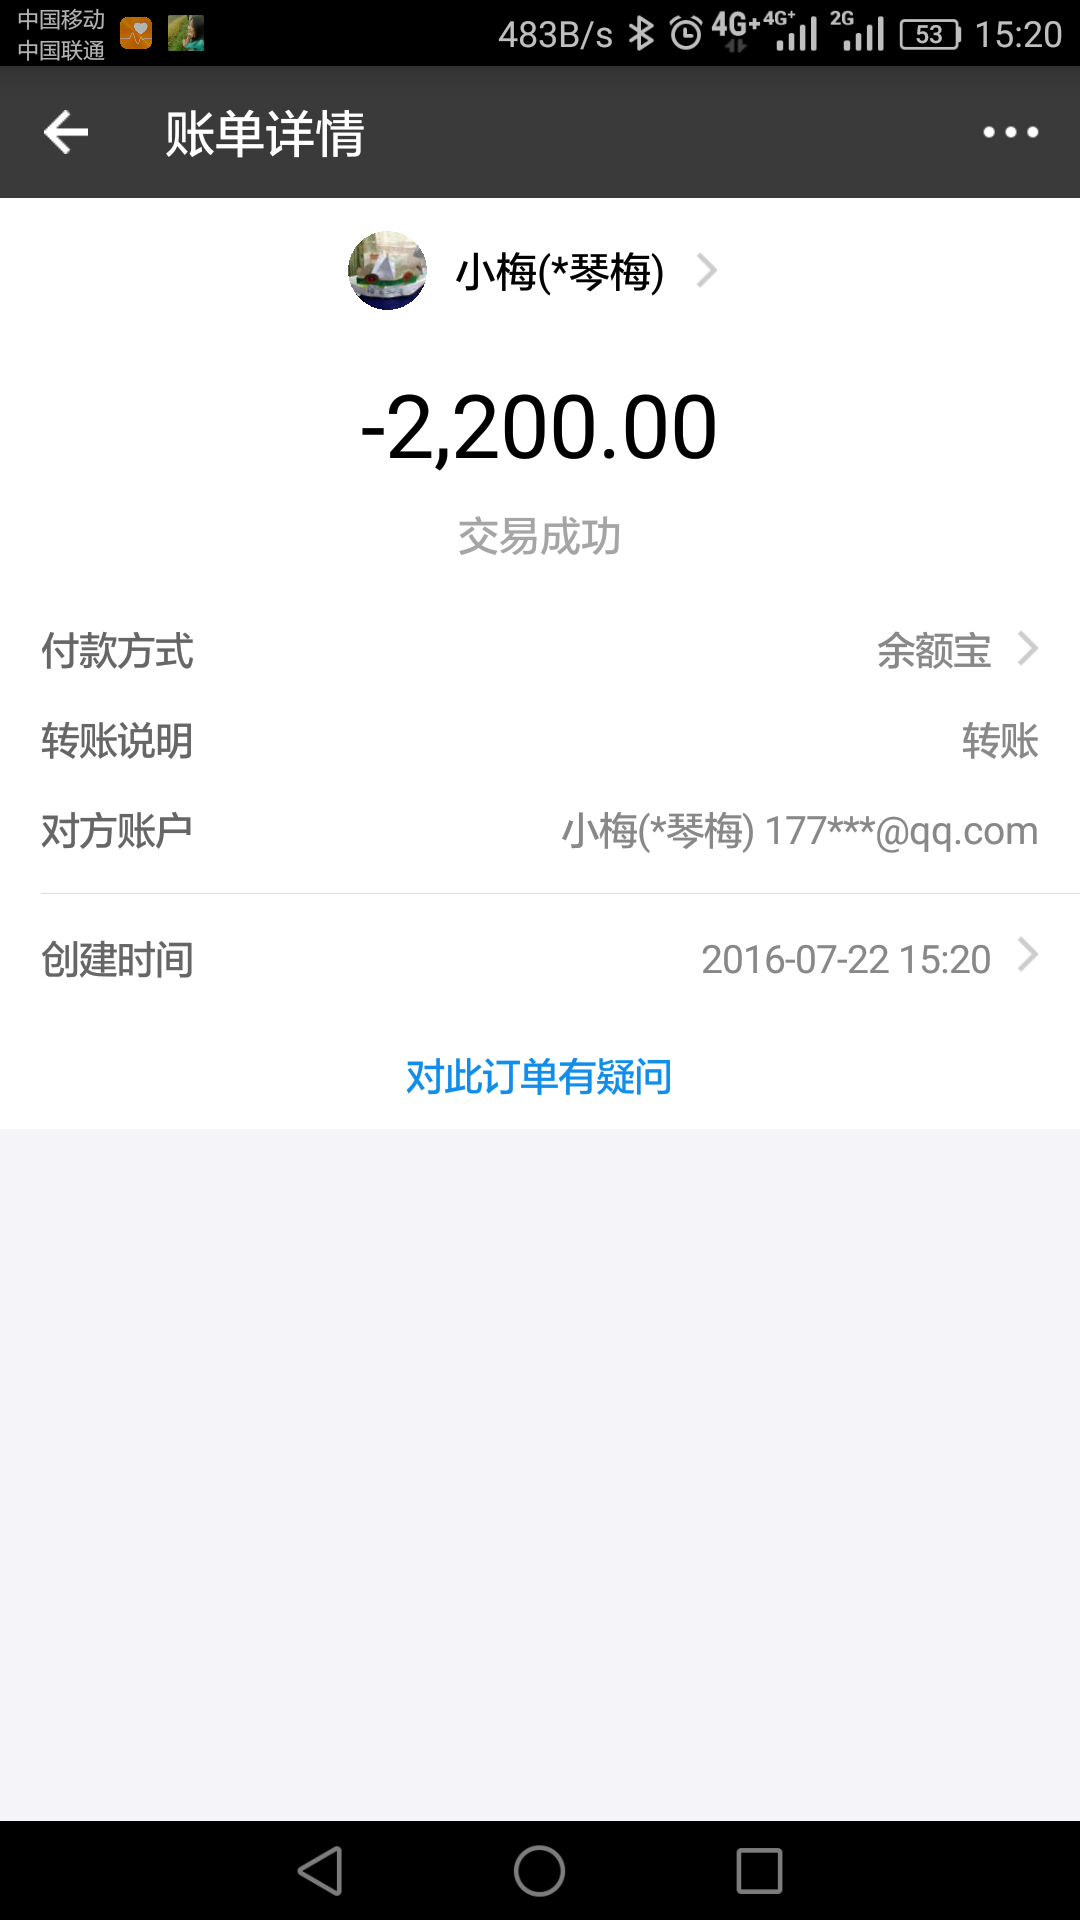 中国移动
中国联通
483B/s 4G+ 4G+ 2G 53 15:20
账单详情
小梅(*琴梅)
-2,200.00
交易成功
付款方式 余额宝
转账说明 转账
对方账户 小梅(*琴梅) 177***@qq.com
创建时间 2016-07-22 15:20
对此订单有疑问